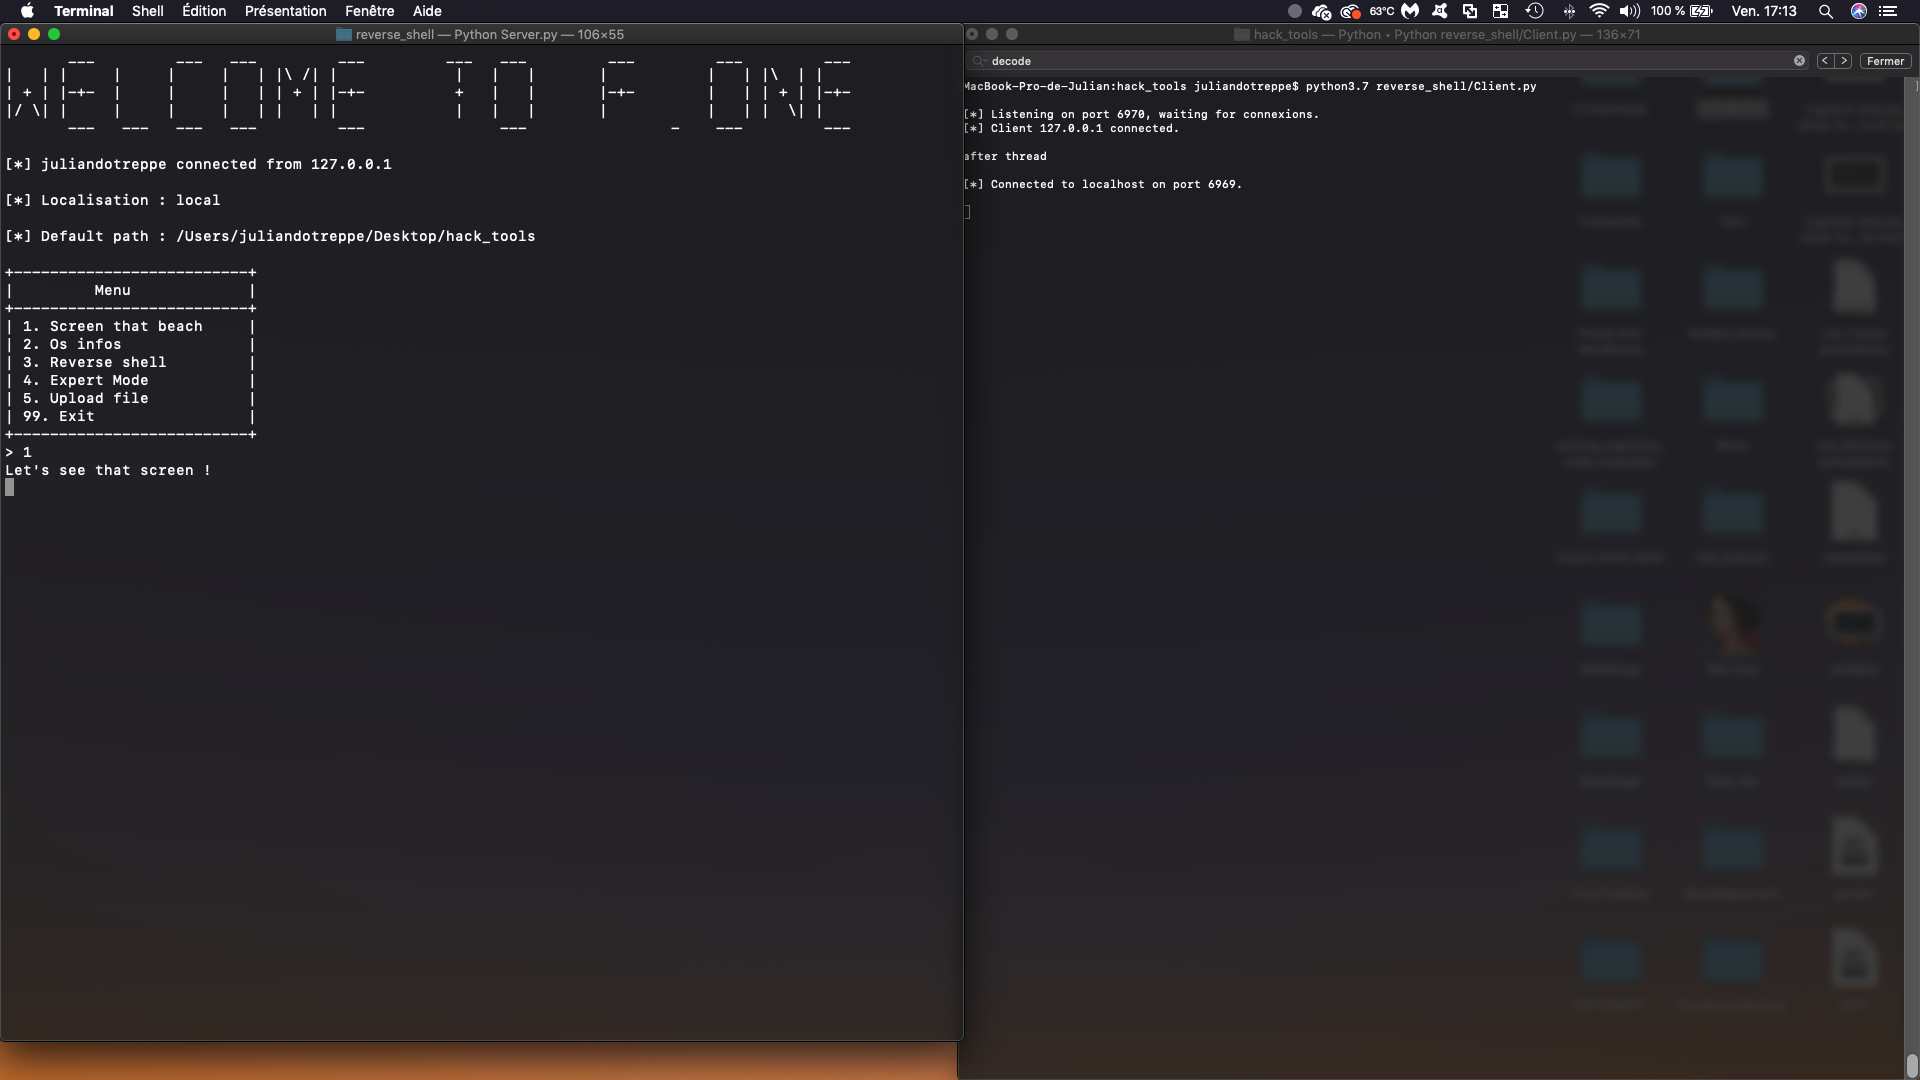 Terminal Shell Édition Présentation Fenêtre Aide
63°C 100 % Ven. 17:13
reverse_shell — Python Server.py — 106×55
WELCOME TO F_ONE
[*] juliandotreppe connected from 127.0.0.1
[*] Localisation : local
[*] Default path : /Users/juliandotreppe/Desktop/hack_tools
Menu
1. Screen that beach
2. Os infos
3. Reverse shell
4. Expert Mode
5. Upload file
99. Exit
> 1
Let's see that screen !
hack_tools — Python • Python reverse_shell/Client.py — 136×71
decode
Fermer
MacBook-Pro-de-Julian:hack_tools juliandotreppe$ python3.7 reverse_shell/Client.py
[*] Listening on port 6970, waiting for connexions.
[*] Client 127.0.0.1 connected.
after thread
[*] Connected to localhost on port 6969.